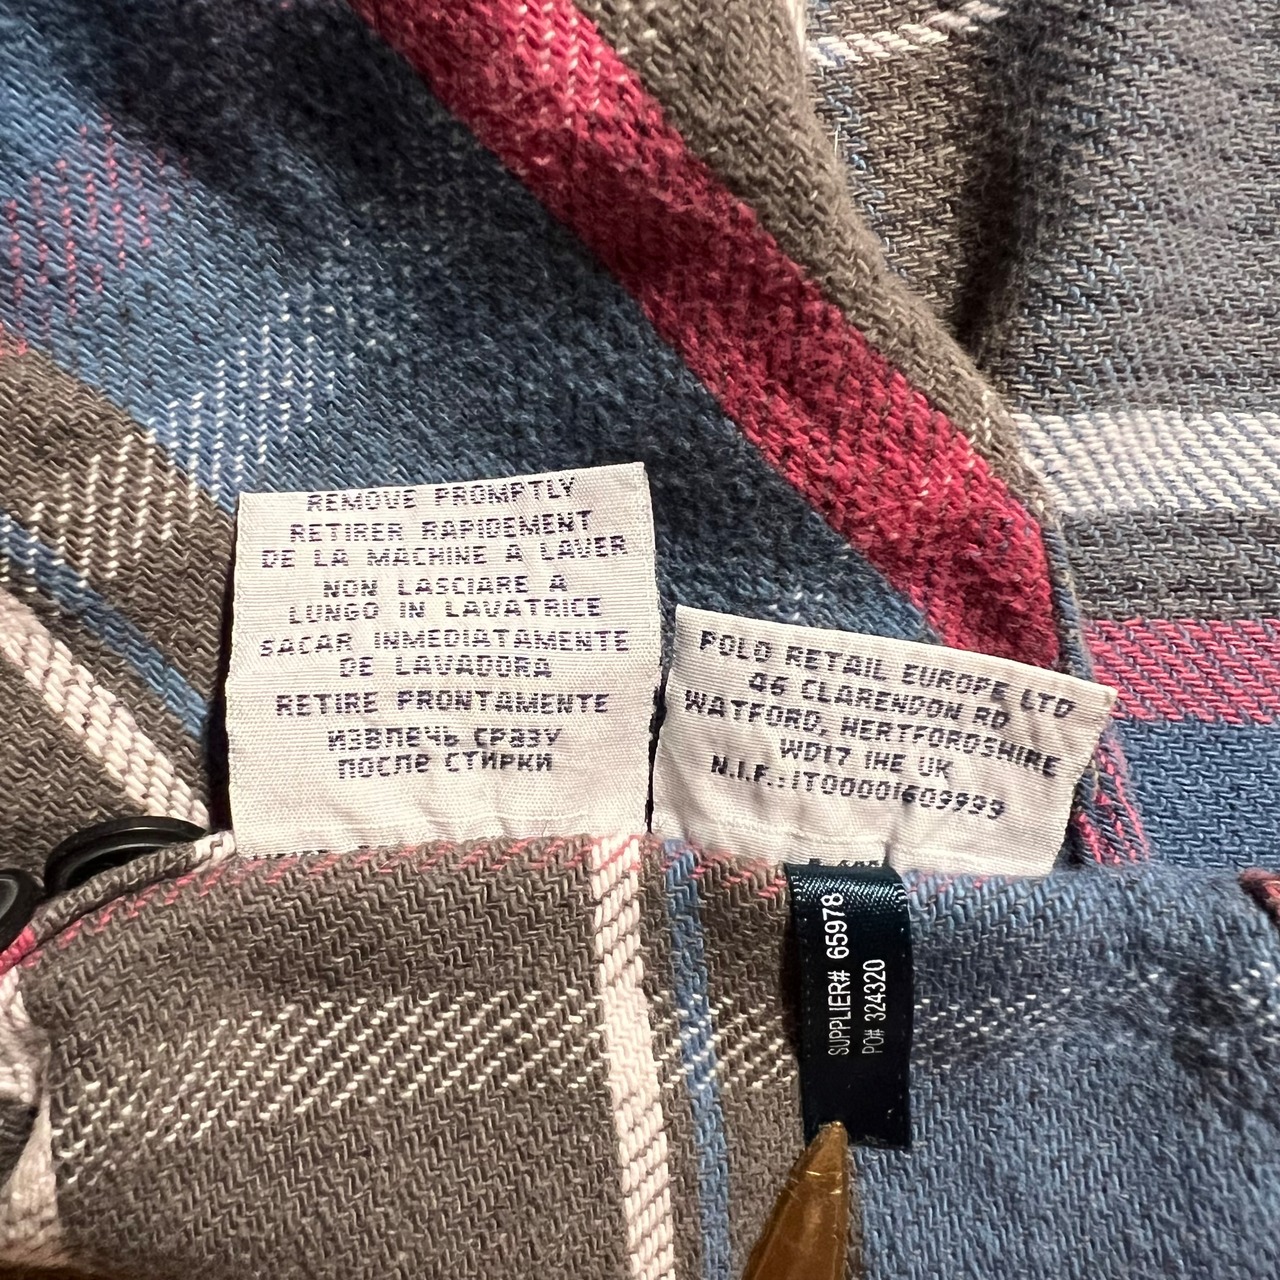 REMOVE PROMPTLY
RETIRER RAPIDEMENT
DE LA MACHINE A LAVER
NON LASCIARE A
LUNGO IN LAVATRICE
SACAR INMEDIATAMENTE
DE LAVADORA
RETIRE PRONTAMENTE
ИЗВЛЕЧЬ СРАЗУ
ПОСЛЕ СТИРКИ
POLO RETAIL EUROPE LTD
46 CLARENDON RD
WATFORD, HERTFORDSHIRE
WD17 1HE UK
N.I.F.:IT00001609999
SUPPLIER# 65978
PO# 324320